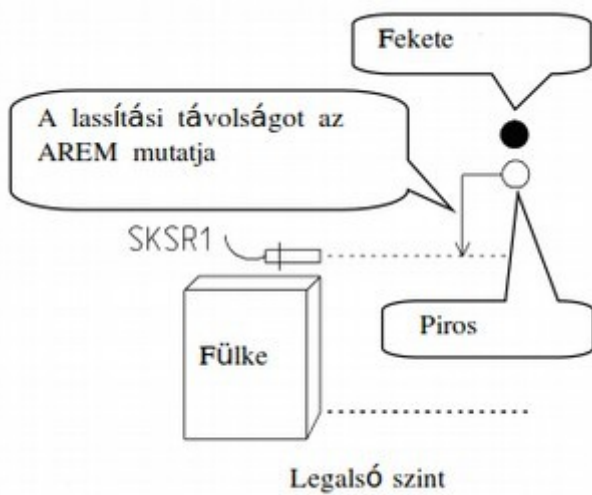 Fekete
A lassítási távolságot az
AREM mutatja
SKSR1
Fülke
Piros
Legalsó szint